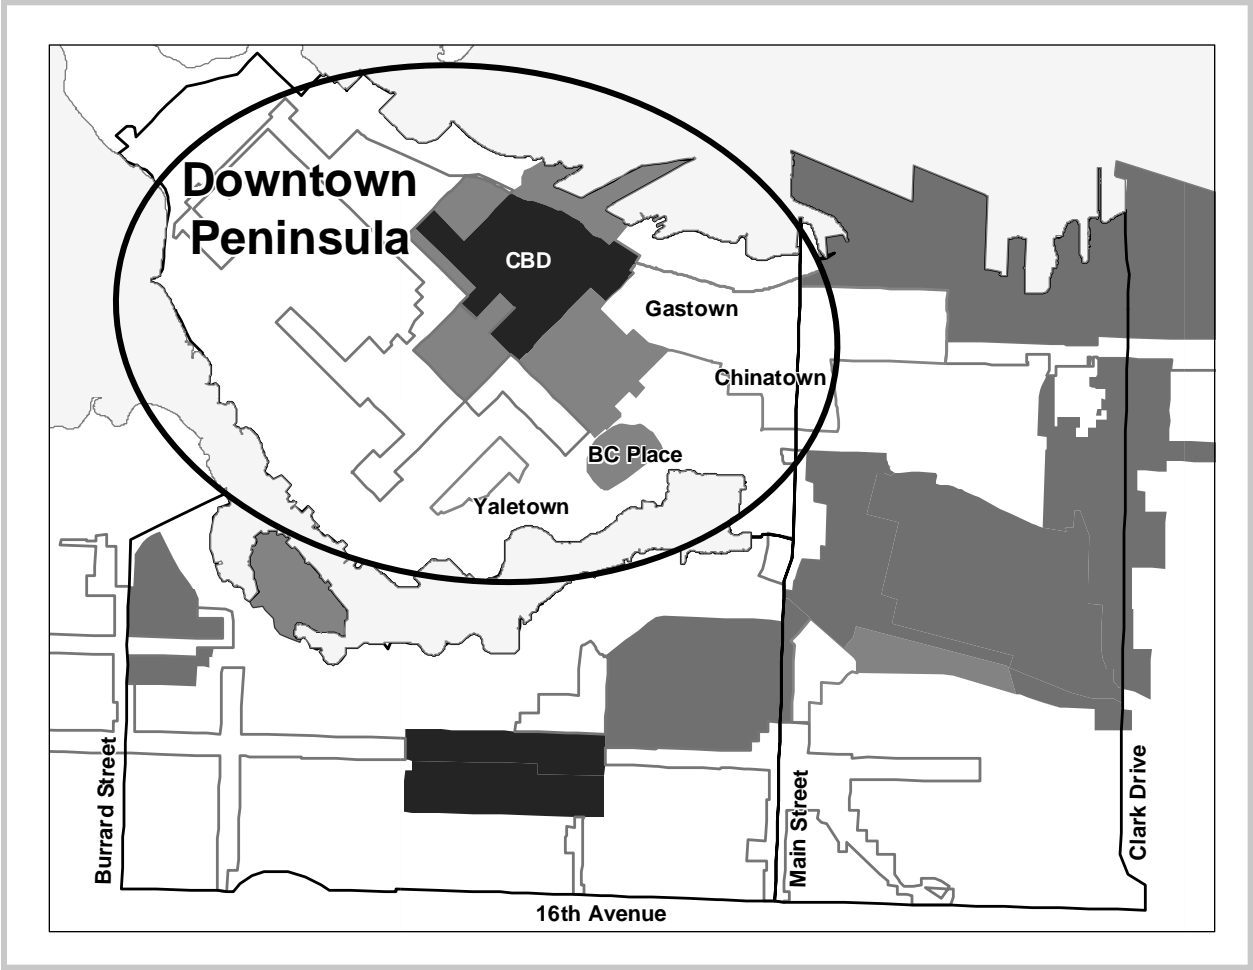 Downtown
Peninsula
CBD
Gastown
Chinatown
BC Place
Yaletown
Burrard Street
Main Street
Clark Drive
16th Avenue